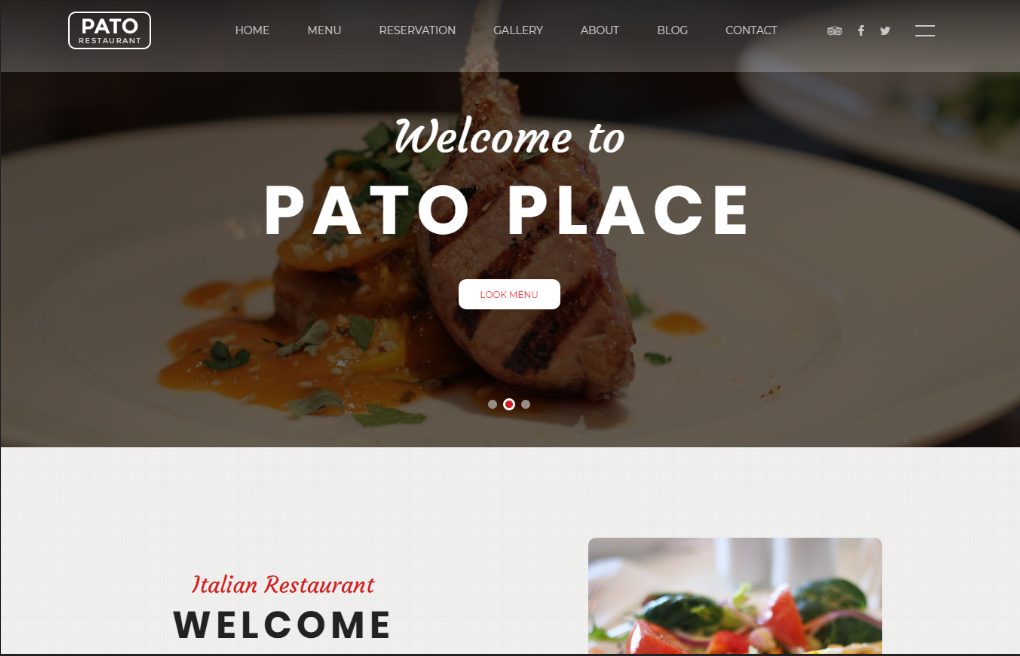 PATO
RESTAURANT
HOME MENU RESERVATION GALLERY ABOUT BLOG CONTACT
Welcome to
PATO PLACE
LOOK MENU
Italian Restaurant
WELCOME